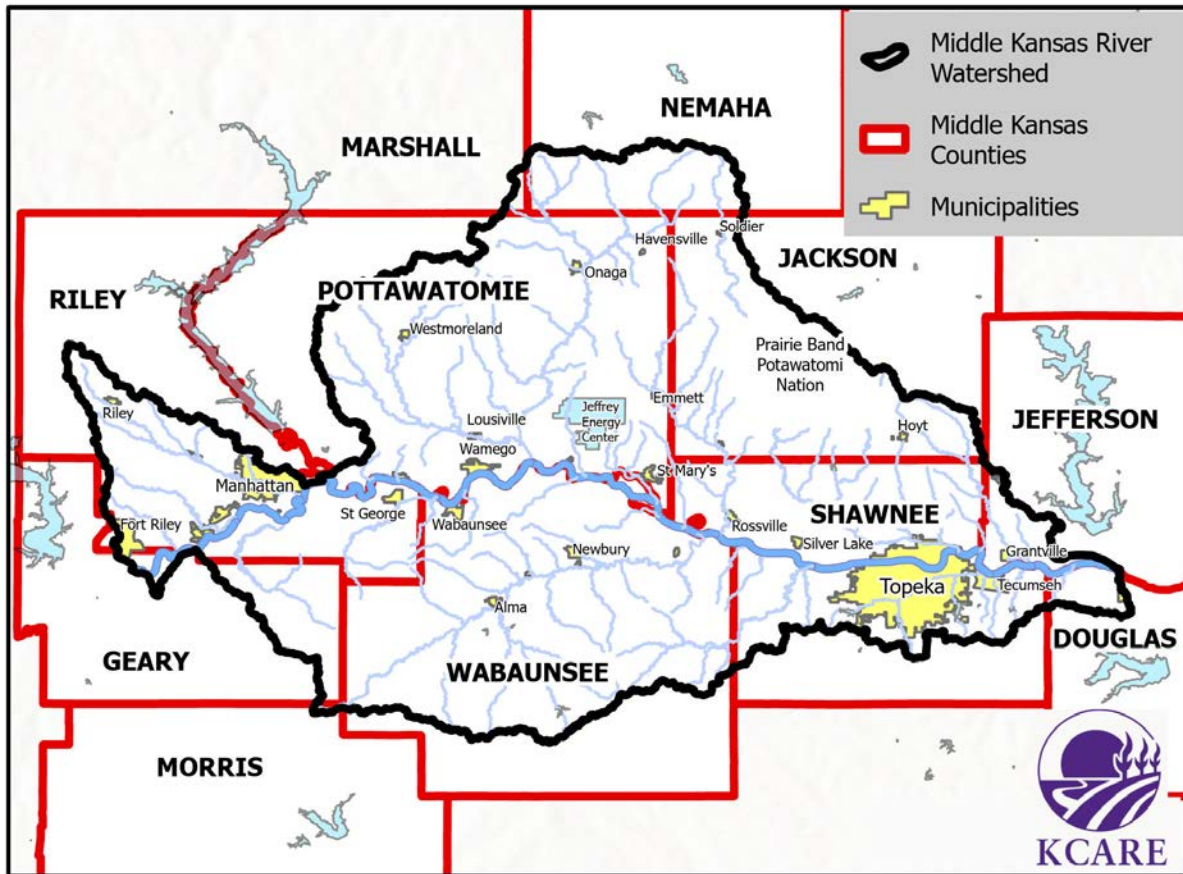 Middle Kansas River
Watershed
Middle Kansas
Counties
Municipalities
NEMAHA
MARSHALL
Soldier
Havensville
JACKSON
Onaga
RILEY
POTTAWATOMIE
Westmoreland
Prairie Band
Potawatomi
Nation
Emmett
Riley
Jeffrey
Energy
Center
JEFFERSON
Lousiville
Hoyt
Wamego
St Mary's
Manhattan
St George
Wabaunsee
Rossville
SHAWNEE
Fort Riley
Silver Lake
Newbury
Grantville
Topeka
Tecumseh
Alma
DOUGLAS
GEARY
WABAUNSEE
MORRIS
KCARE